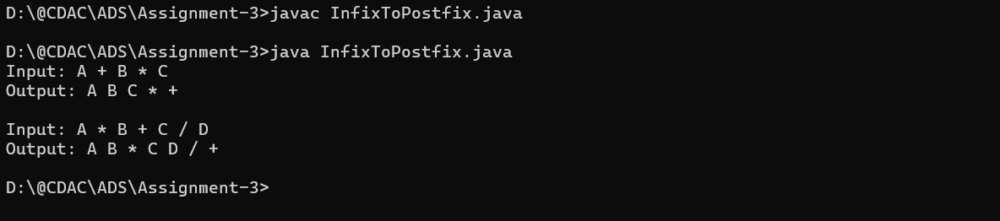 D:\@CDAC\ADS\Assignment-3>javac InfixToPostfix.java
D:\@CDAC\ADS\Assignment-3>java InfixToPostfix.java
Input: A + B * C
Output: A B C * +
Input: A * B + C / D
Output: A B * C D / +
D:\@CDAC\ADS\Assignment-3>